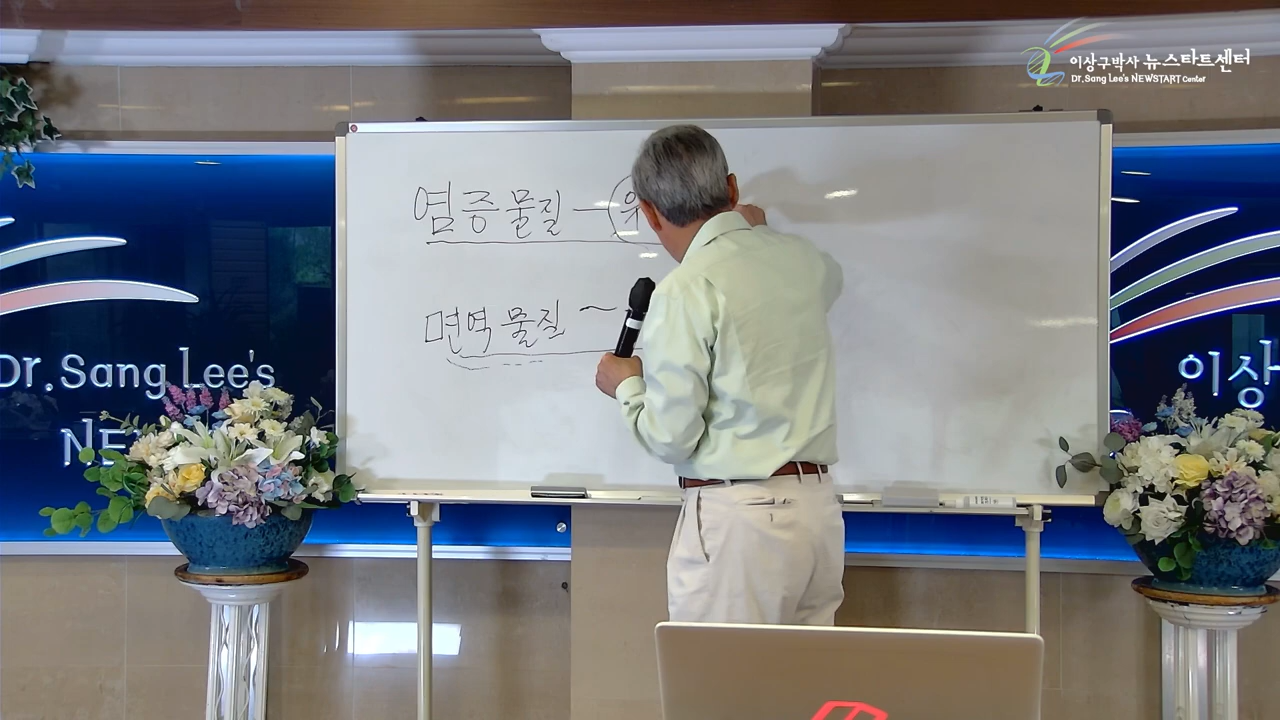 이상구박사 뉴스타트센터
Dr. Sang Lee's NEWSTART Center
염증물질 —
면역물질 ~
Dr. Sang Lee's
이상